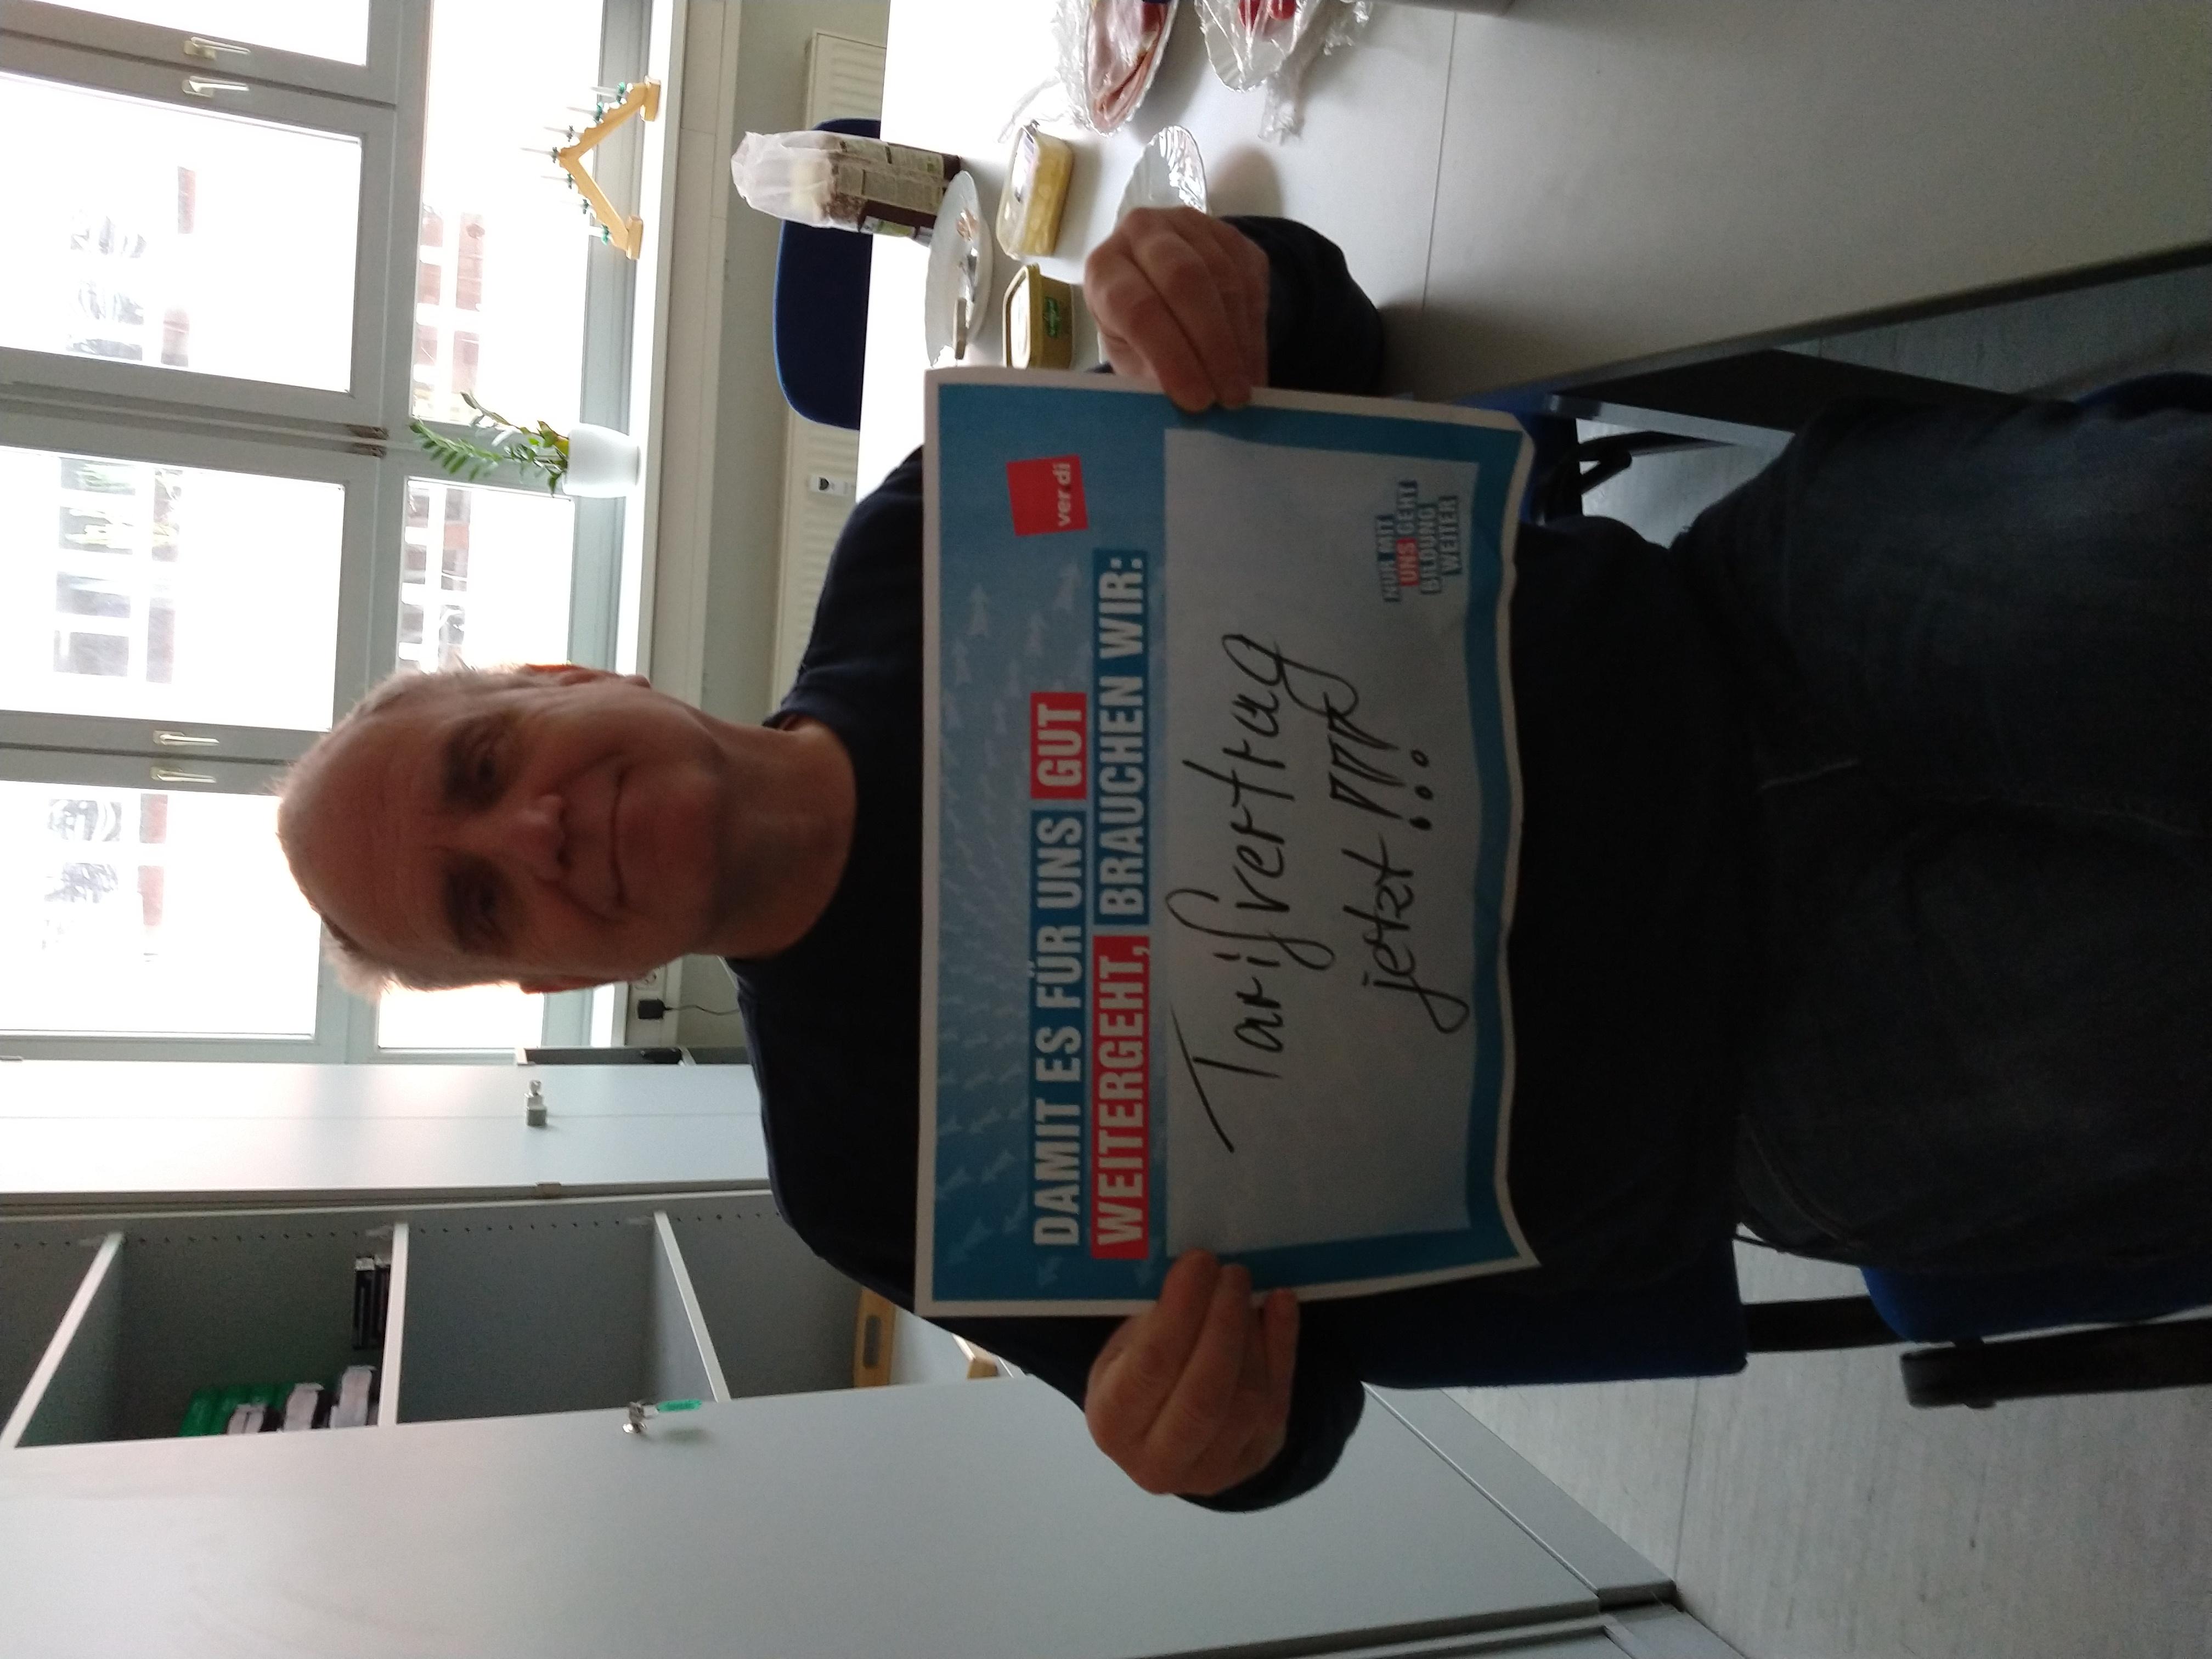 DAMIT ES FÜR UNS GUT
WEITERGEHT, BRAUCHEN WIR:
ver di
Tarifvertrag
jetzt !!!
NUR MIT
UNS GEHT
BILDUNG
WEITER